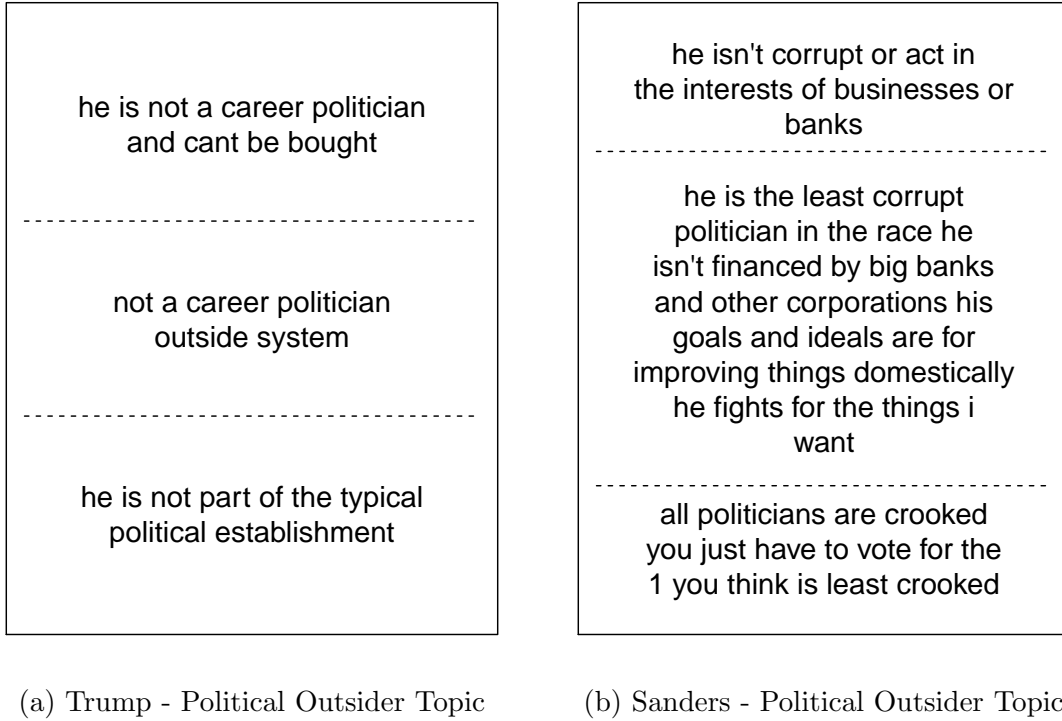 he is not a career politician
and cant be bought
not a career politician
outside system
he is not part of the typical
political establishment
he isn't corrupt or act in
the interests of businesses or
banks
he is the least corrupt
politician in the race he
isn't financed by big banks
and other corporations his
goals and ideals are for
improving things domestically
he fights for the things i
want
all politicians are crooked
you just have to vote for the
1 you think is least crooked
(a) Trump - Political Outsider Topic
(b) Sanders - Political Outsider Topic